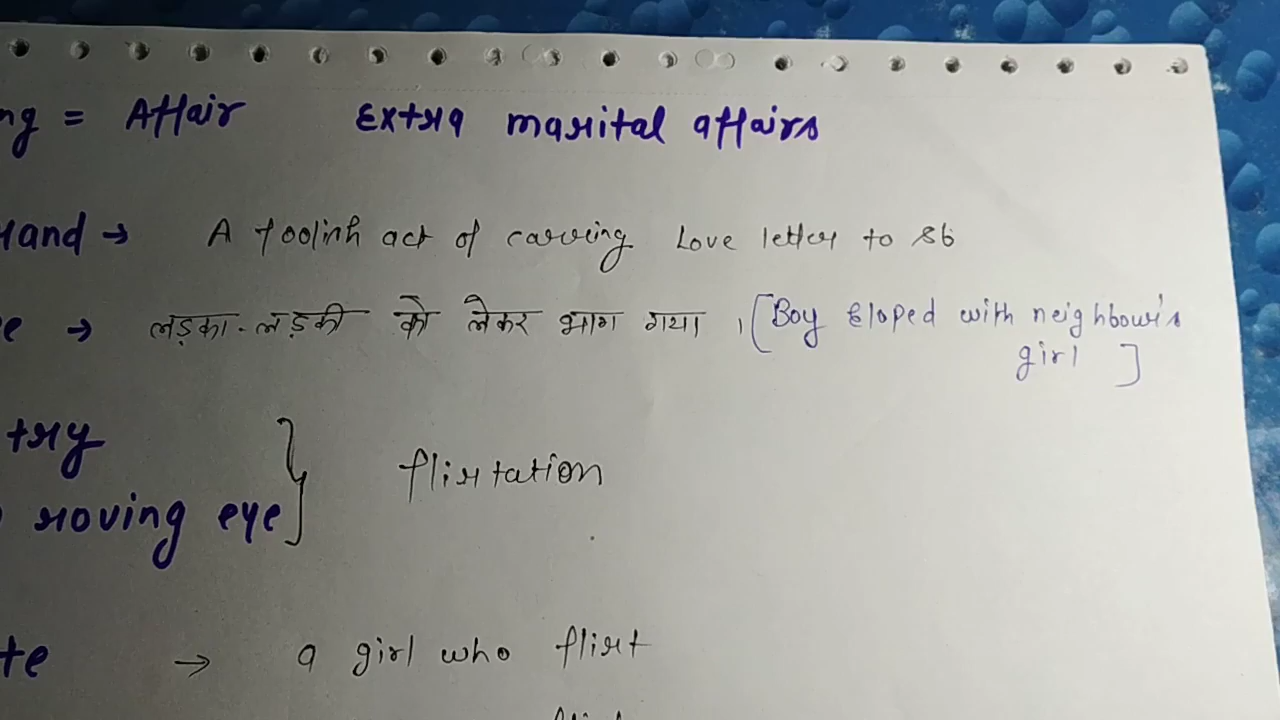 ng = Affair Extra marital affairs
rand → A foolish act of carrying Love letter to sb
e → लड़का - लड़की को लेकर भाग गया । [Boy Eloped with neighbour's
girl ]
try
roving eye } flirtation
te → a girl who flirt